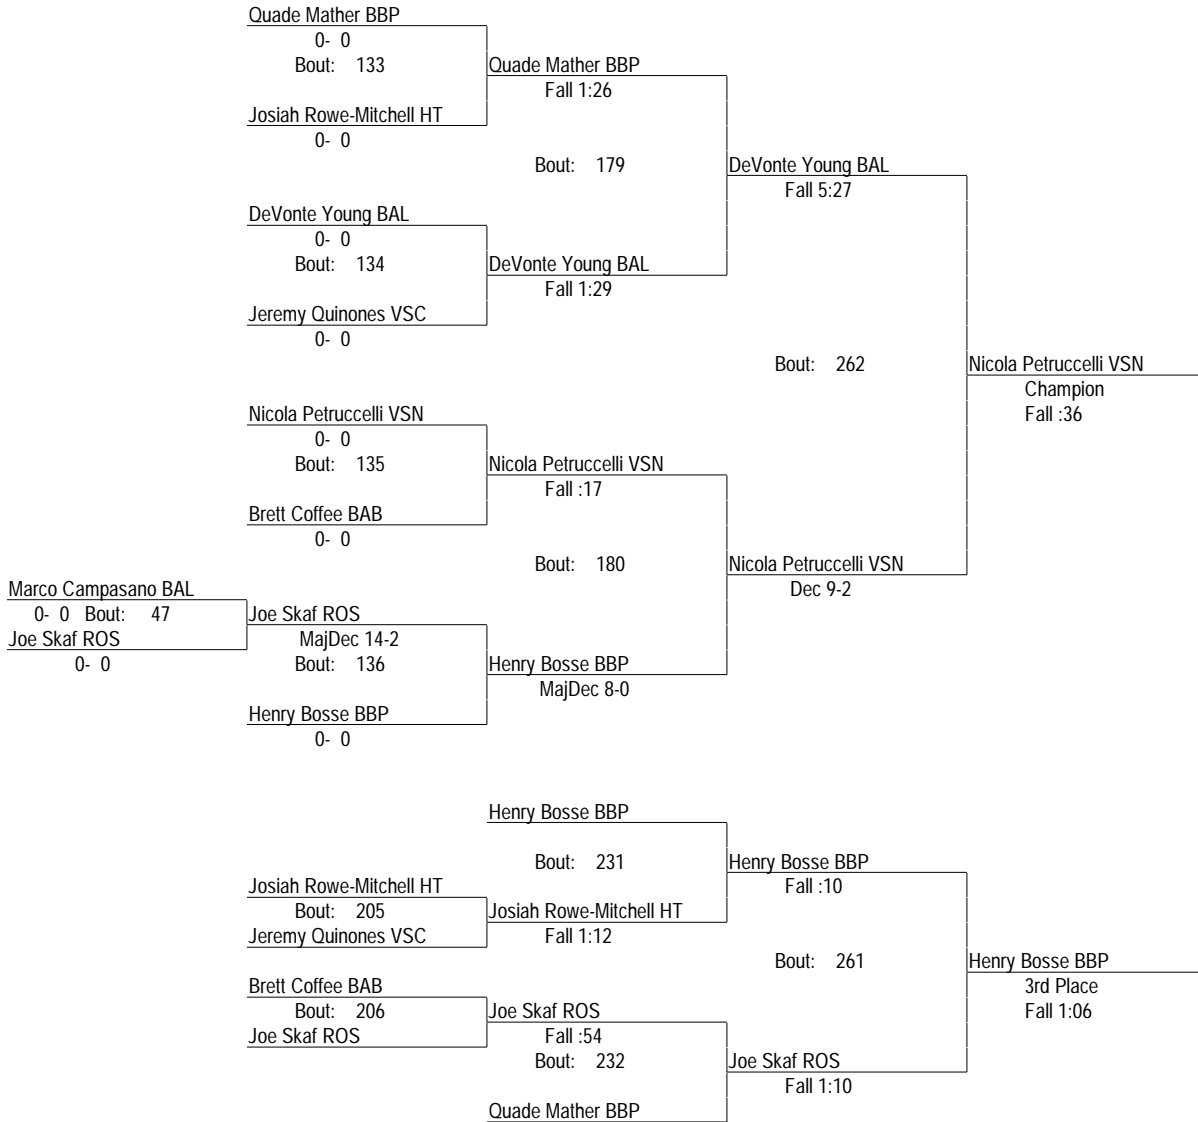 Quade Mather BBP
0- 0
Bout: 133
Quade Mather BBP
Fall 1:26
Josiah Rowe-Mitchell HT
0- 0
Bout: 179
DeVonte Young BAL
Fall 5:27
DeVonte Young BAL
0- 0
Bout: 134
DeVonte Young BAL
Fall 1:29
Jeremy Quinones VSC
0- 0
Bout: 262
Nicola Petruccelli VSN
Champion
Fall :36
Nicola Petruccelli VSN
0- 0
Bout: 135
Nicola Petruccelli VSN
Fall :17
Brett Coffee BAB
0- 0
Bout: 180
Nicola Petruccelli VSN
Dec 9-2
Marco Campasano BAL
0- 0 Bout: 47
Joe Skaf ROS
0- 0
Joe Skaf ROS
MajDec 14-2
Bout: 136
Henry Bosse BBP
MajDec 8-0
Henry Bosse BBP
0- 0
Henry Bosse BBP
Bout: 231
Henry Bosse BBP
Fall :10
Josiah Rowe-Mitchell HT
Bout: 205
Josiah Rowe-Mitchell HT
Jeremy Quinones VSC
Fall 1:12
Bout: 261
Henry Bosse BBP
3rd Place
Fall 1:06
Brett Coffee BAB
Bout: 206
Joe Skaf ROS
Joe Skaf ROS
Fall :54
Bout: 232
Joe Skaf ROS
Fall 1:10
Quade Mather BBP